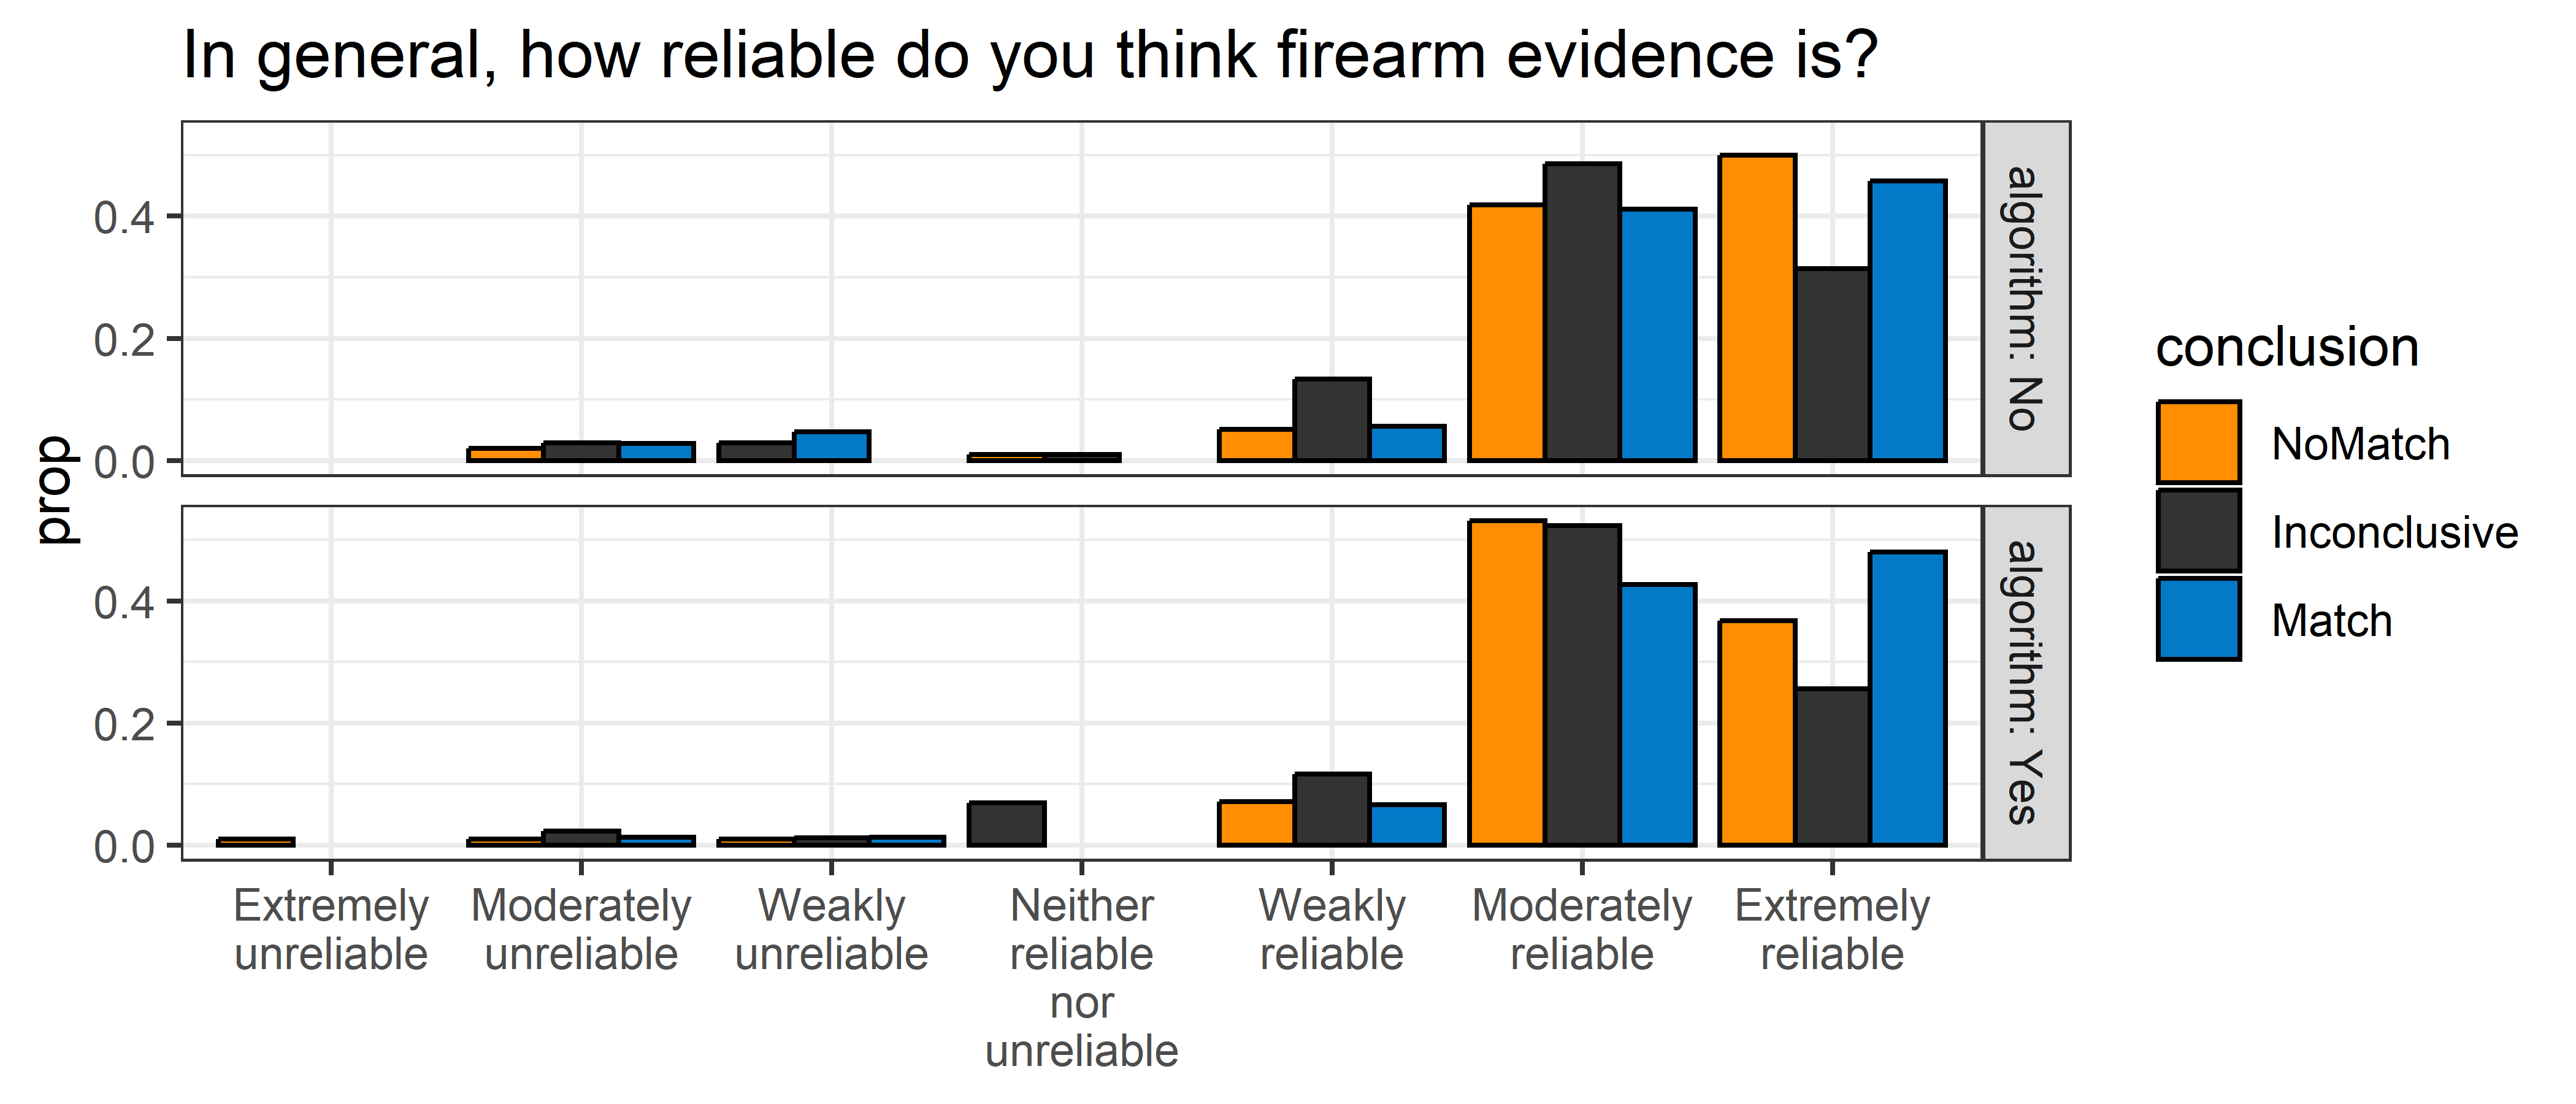 In general, how reliable do you think firearm evidence is?
prop
0.4
0.2
0.0
algorithm: No
0.4
0.2
0.0
algorithm: Yes
Extremely
unreliable
Moderately
unreliable
Weakly
unreliable
Neither
reliable
nor
unreliable
Weakly
reliable
Moderately
reliable
Extremely
reliable
conclusion
NoMatch
Inconclusive
Match